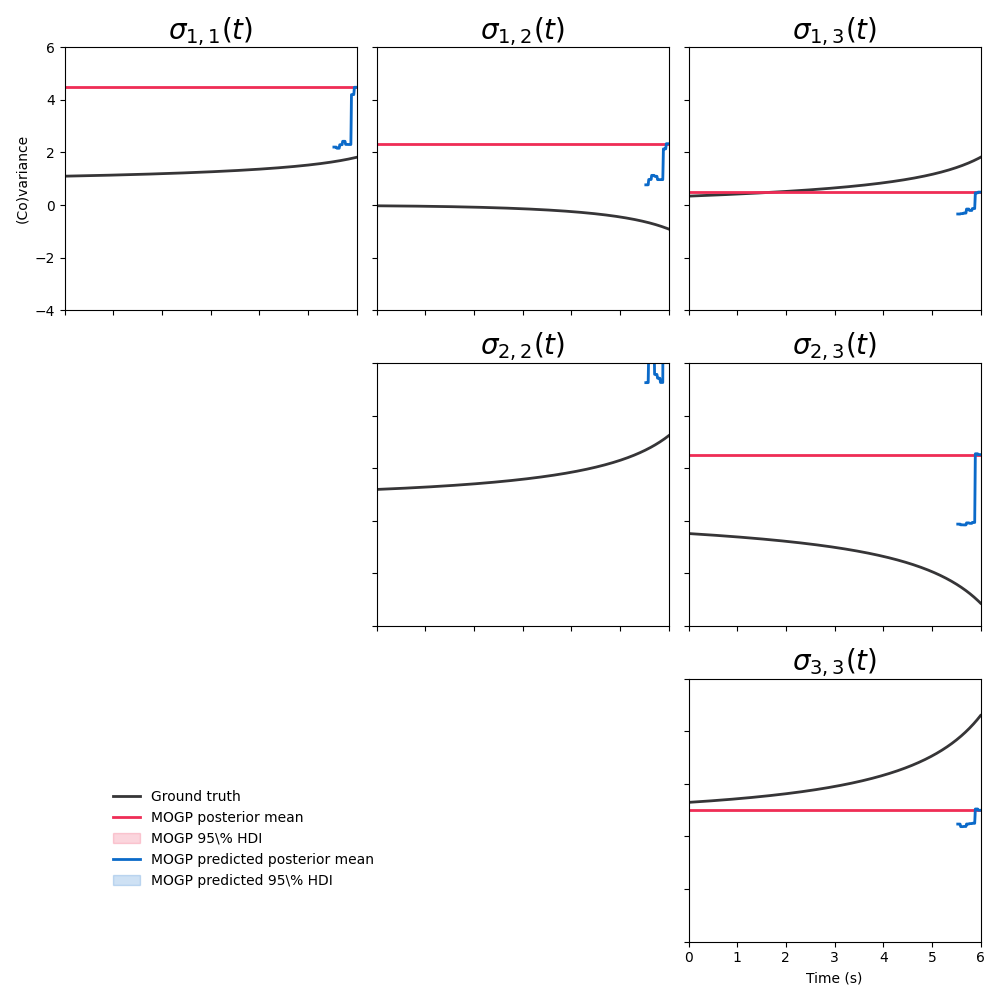 σ1,1(t) σ1,2(t) σ1,3(t)
6
4
2
0
−2
−4
(Co)variance
σ2,2(t) σ2,3(t)
σ3,3(t)
Ground truth
MOGP posterior mean
MOGP 95\% HDI
MOGP predicted posterior mean
MOGP predicted 95\% HDI
0 1 2 3 4 5 6
Time (s)